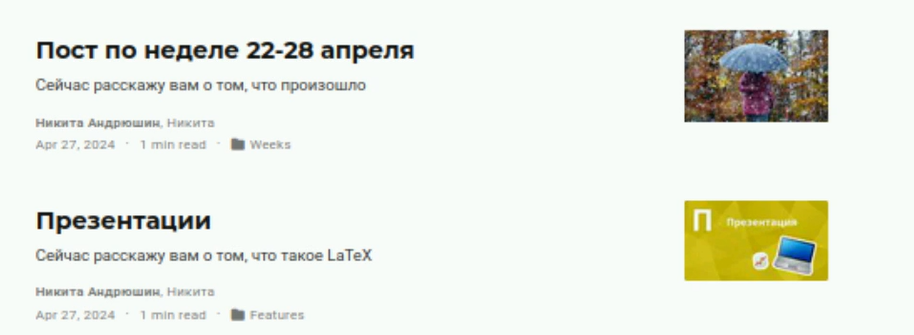 Пост по неделе 22-28 апреля
Сейчас расскажу вам о том, что произошло
Никита Андрюшин, Никита
Apr 27, 2024 · 1 min read · Weeks
Презентации
П Презентация
Сейчас расскажу вам о том, что такое LaTeX
Никита Андрюшин, Никита
Apr 27, 2024 · 1 min read · Features